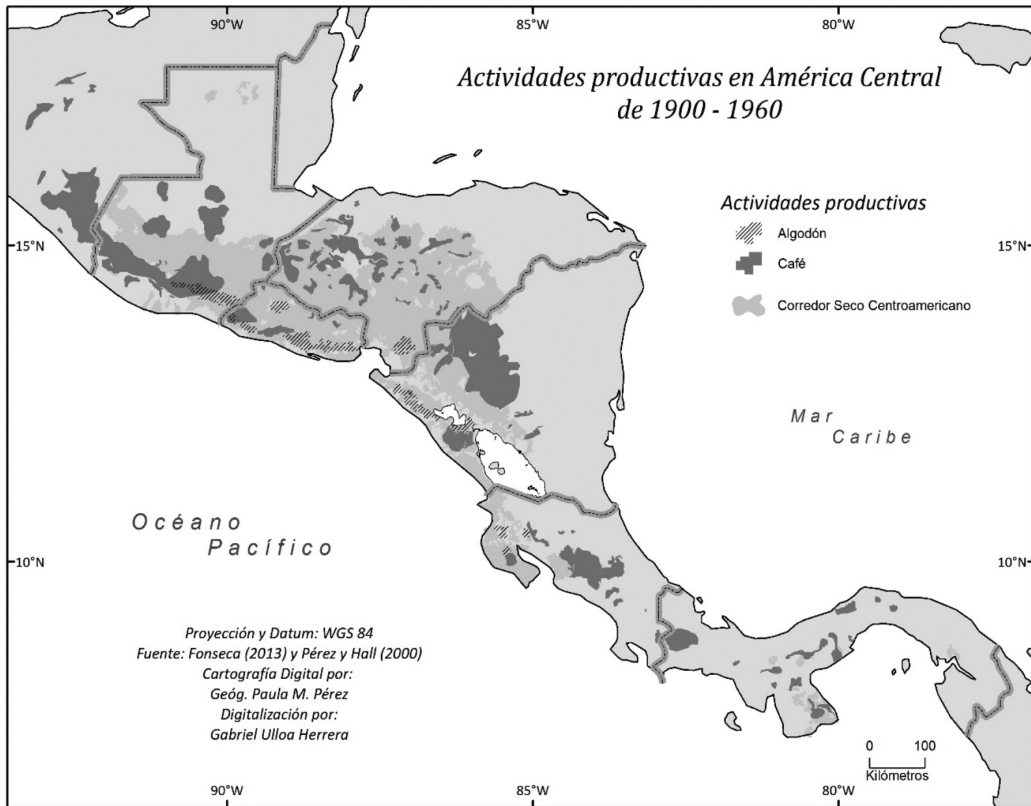 90°W
85°W
80°W
Actividades productivas en América Central
de 1900 - 1960
Actividades productivas
Algodón
Café
Corredor Seco Centroamericano
15°N
15°N
Mar
Caribe
Océano
Pacífico
10°N
10°N
Proyección y Datum: WGS 84
Fuente: Fonseca (2013) y Pérez y Hall (2000)
Cartografía Digital por:
Geóg. Paula M. Pérez
Digitalización por:
Gabriel Ulloa Herrera
0 100
Kilómetros
90°W
85°W
80°W